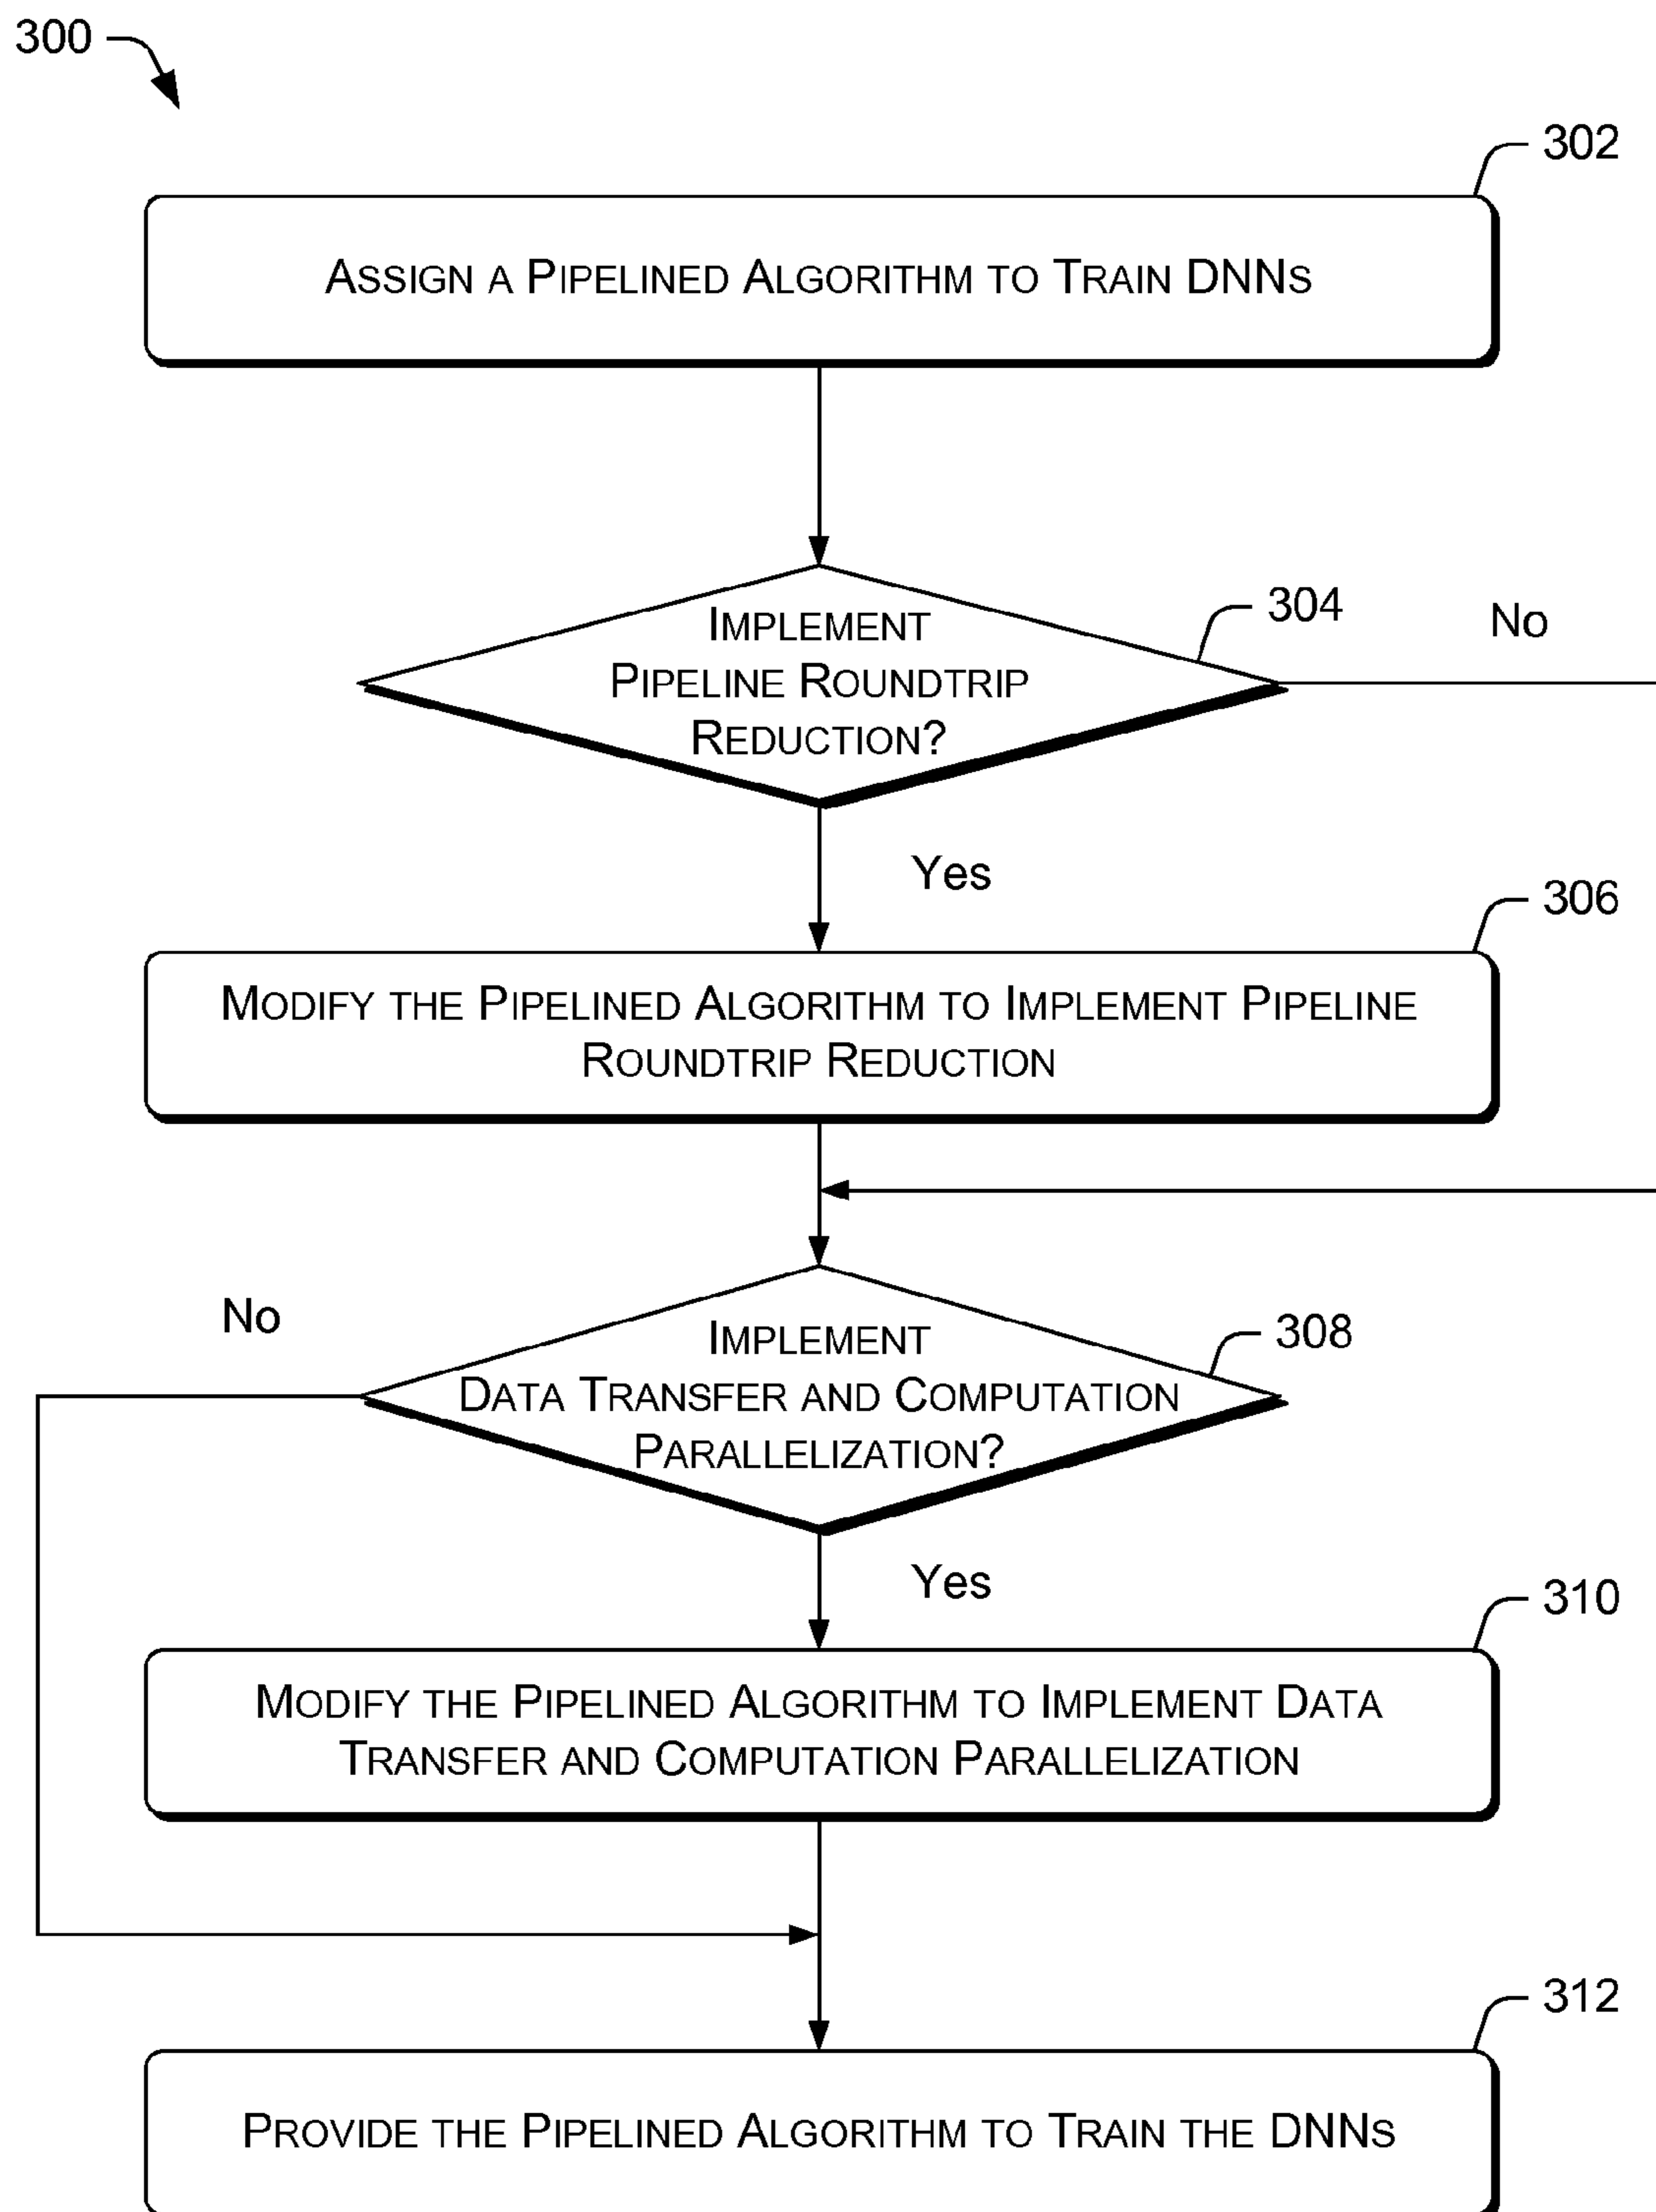 300
302
ASSIGN A PIPELINED ALGORITHM TO TRAIN DNNS
IMPLEMENT
PIPELINE ROUNDTRIP
REDUCTION?
304
No
Yes
306
MODIFY THE PIPELINED ALGORITHM TO IMPLEMENT PIPELINE
ROUNDTRIP REDUCTION
No
IMPLEMENT
DATA TRANSFER AND COMPUTATION
PARALLELIZATION?
308
Yes
310
MODIFY THE PIPELINED ALGORITHM TO IMPLEMENT DATA
TRANSFER AND COMPUTATION PARALLELIZATION
312
PROVIDE THE PIPELINED ALGORITHM TO TRAIN THE DNNS